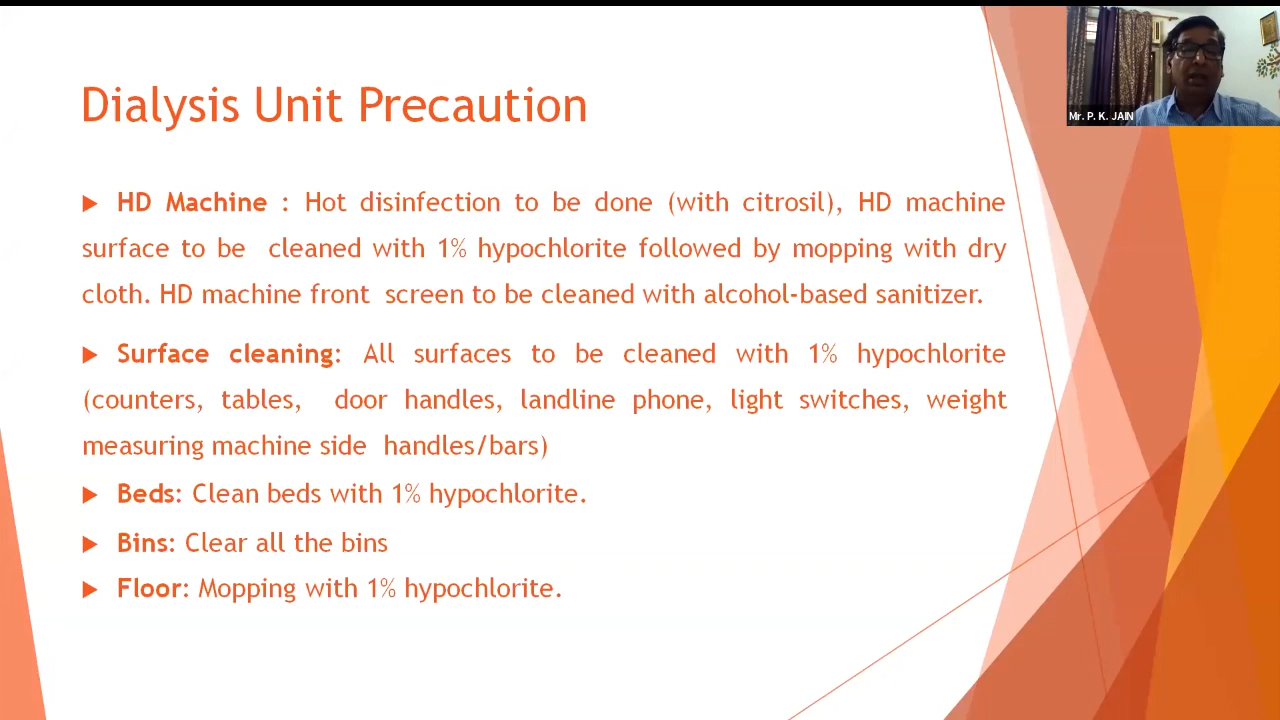 Mr. P. K. JAIN
Dialysis Unit Precaution
HD Machine : Hot disinfection to be done (with citrosil), HD machine
surface to be cleaned with 1% hypochlorite followed by mopping with dry
cloth. HD machine front screen to be cleaned with alcohol-based sanitizer.
Surface cleaning: All surfaces to be cleaned with 1% hypochlorite
(counters, tables, door handles, landline phone, light switches, weight
measuring machine side handles/bars)
Beds: Clean beds with 1% hypochlorite.
Bins: Clear all the bins
Floor: Mopping with 1% hypochlorite.